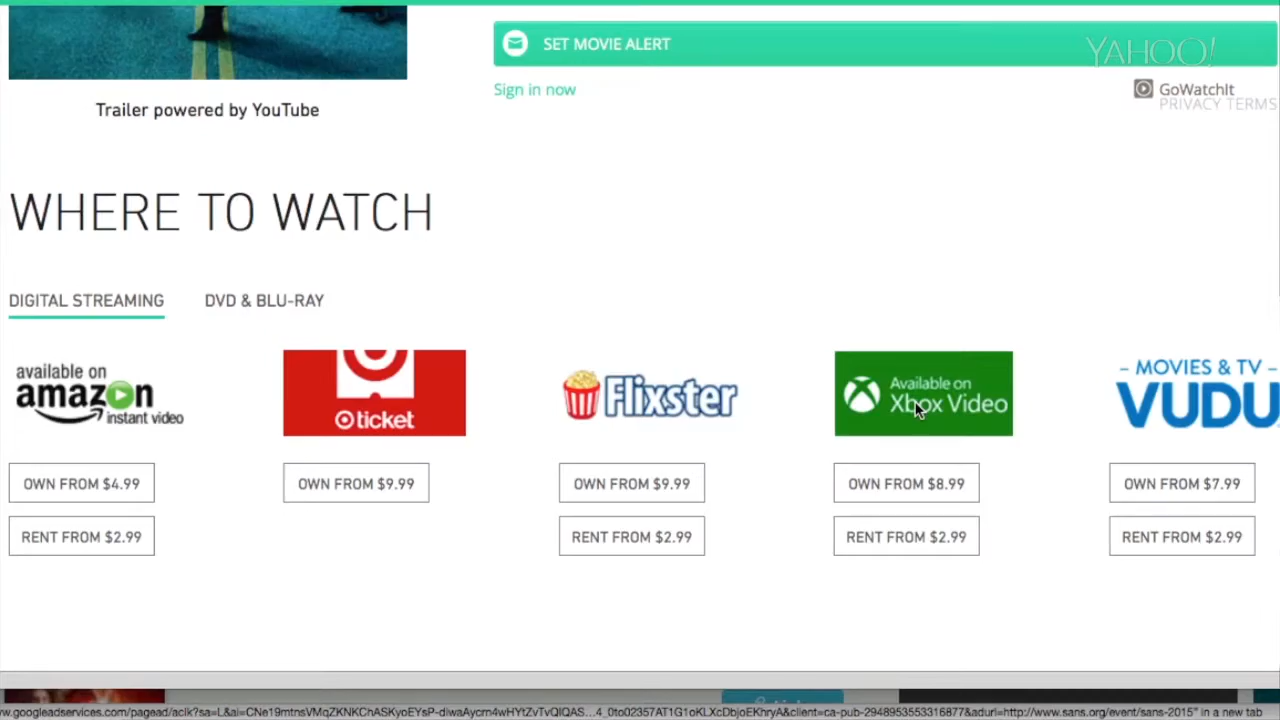 SET MOVIE ALERT
YAHOO!
Sign in now
GoWatchIt
PRIVACY TERMS
Trailer powered by YouTube
WHERE TO WATCH
DIGITAL STREAMING
DVD & BLU-RAY
available on
amazon
instant video
ticket
Flixster
Available on
Xbox Video
– MOVIES & TV –
VUDU
OWN FROM $4.99
OWN FROM $9.99
OWN FROM $9.99
OWN FROM $8.99
OWN FROM $7.99
RENT FROM $2.99
RENT FROM $2.99
RENT FROM $2.99
RENT FROM $2.99